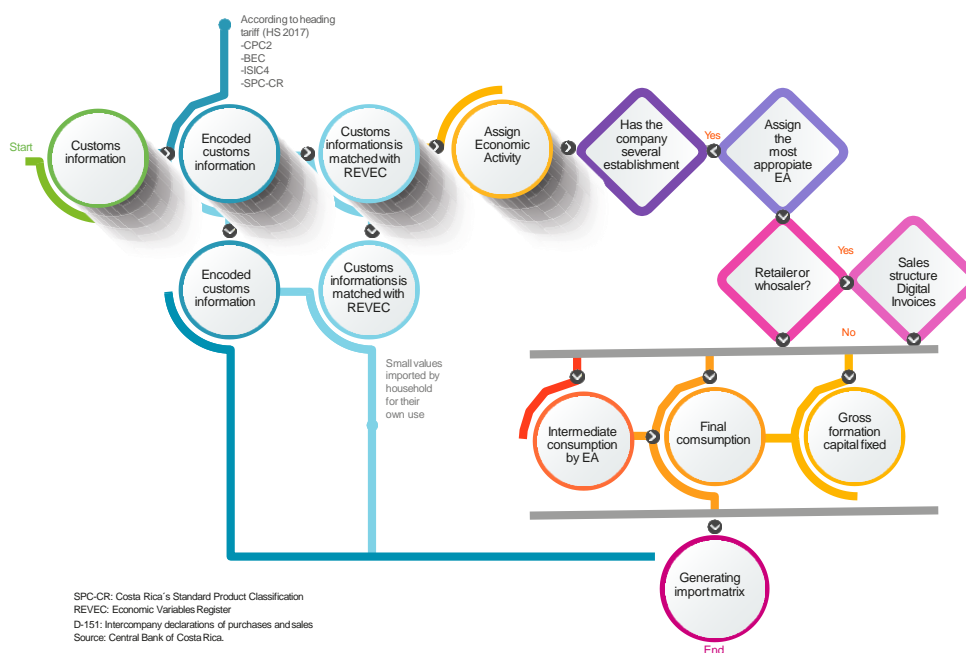 According to heading
tariff (HS 2017)
-CPC2
-BEC
-ISIC4
-SPC-CR
Start
Customs
information
Encoded
customs
information
Customs
informations is
matched with
REVEC
Assign
Economic
Activity
Has the
company
several
establishment
Yes
Assign
the
most
appropiate
EA
Encoded
customs
information
Customs
informations is
matched with
REVEC
Retailer or
whosaler?
Yes
Sales
structure
Digital
Invoices
No
Small values
imported by
household
for their
own use
Intermediate
consumption
by EA
Final
comsumption
Gross
formation
capital fixed
Generating
import matrix
End
SPC-CR: Costa Rica´s Standard Product Classification
REVEC: Economic Variables Register
D-151: Intercompany declarations of purchases and sales
Source: Central Bank of Costa Rica.